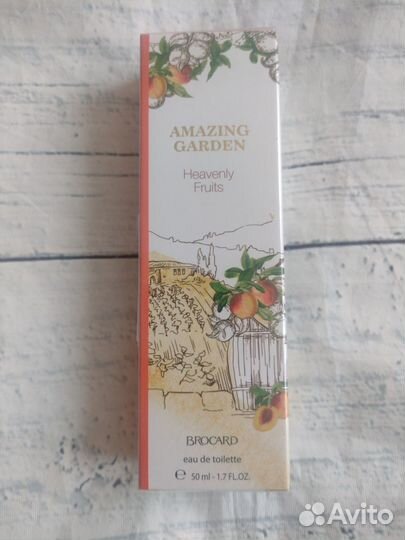 AMAZING
GARDEN
Heavenly
Fruits
BROCARD
eau de toilette
℮ 50 ml - 1.7 FL.OZ.
Avito